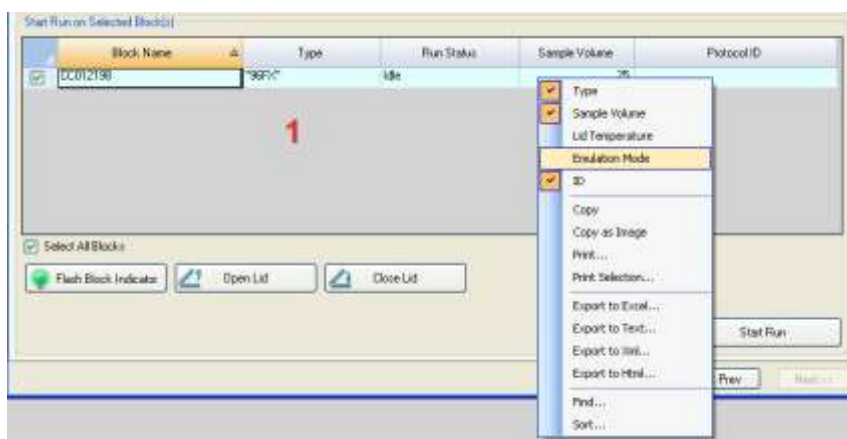 Start Run on Selected Block(s)
Block Name Type Run Status Sample Volume Protocol ID
DC012198 "96FX" Idle 25
1
Type
Sample Volume
Lid Temperature
Emulation Mode
ID
Copy
Copy as Image
Print...
Print Selection...
Export to Excel...
Export to Text...
Export to Xml...
Export to Html...
Find...
Sort...
Select All Blocks
Flash Block Indicator Open Lid Close Lid
Start Run
Prev Next >>